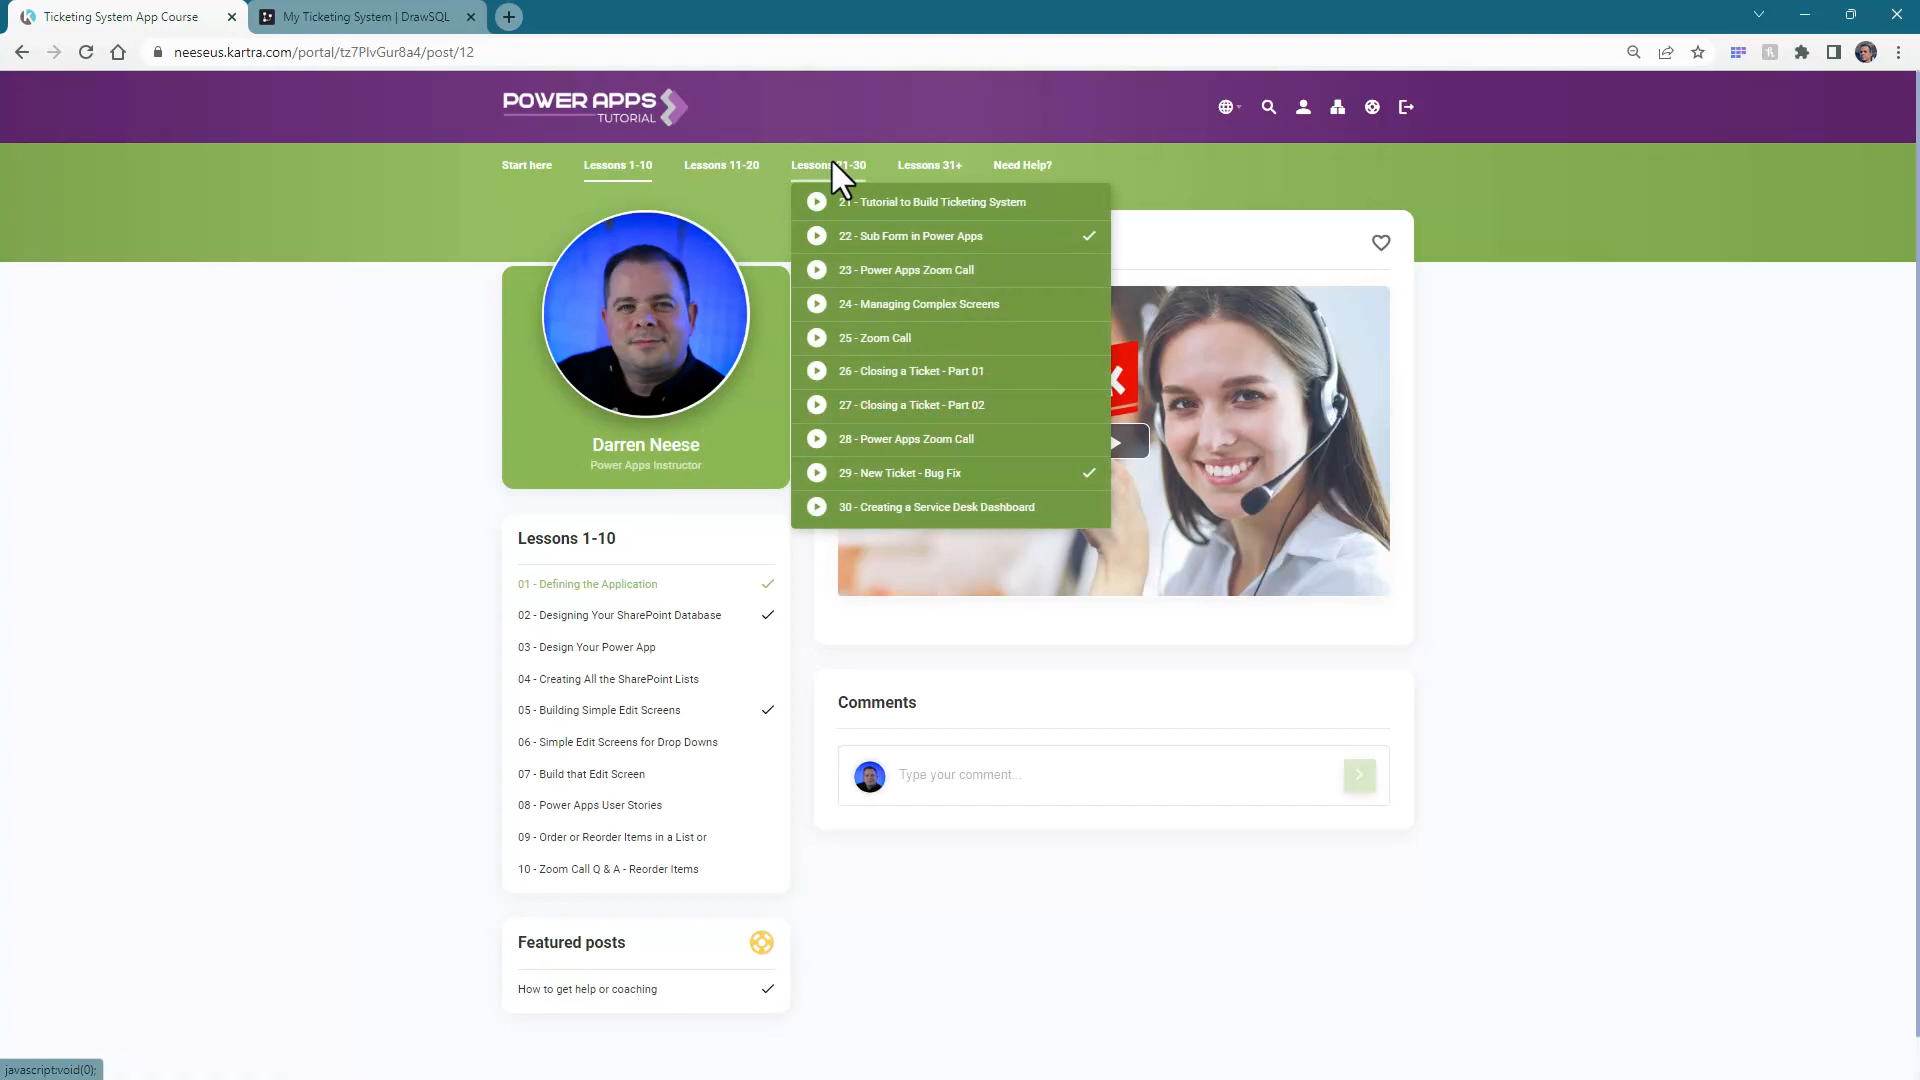 Ticketing System App Course
My Ticketing System | DrawSQL
neeseus.kartra.com/portal/tz7PlvGur8a4/post/12
POWER APPS
TUTORIAL
Start here
Lessons 1-10
Lessons 11-20
Lessons 21-30
Lessons 31+
Need Help?
21 - Tutorial to Build Ticketing System
22 - Sub Form in Power Apps
23 - Power Apps Zoom Call
24 - Managing Complex Screens
25 - Zoom Call
26 - Closing a Ticket - Part 01
27 - Closing a Ticket - Part 02
28 - Power Apps Zoom Call
29 - New Ticket - Bug Fix
30 - Creating a Service Desk Dashboard
Darren Neese
Power Apps Instructor
Lessons 1-10
01 - Defining the Application
02 - Designing Your SharePoint Database
03 - Design Your Power App
04 - Creating All the SharePoint Lists
05 - Building Simple Edit Screens
06 - Simple Edit Screens for Drop Downs
07 - Build that Edit Screen
08 - Power Apps User Stories
09 - Order or Reorder Items in a List or
10 - Zoom Call Q & A - Reorder Items
Featured posts
How to get help or coaching
Comments
Type your comment...
javascript:void(0);